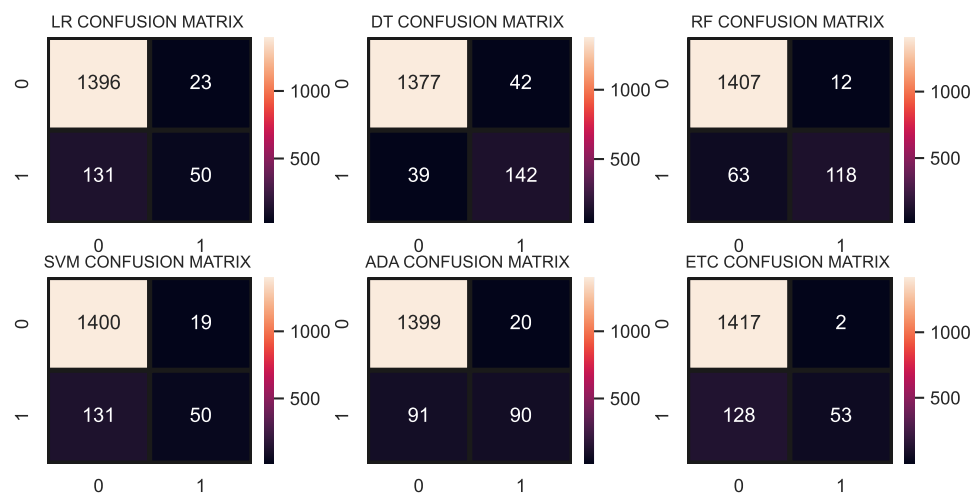 LR CONFUSION MATRIX DT CONFUSION MATRIX RF CONFUSION MATRIX
0 1396 23 1000 0 1377 42 1000 0 1407 12 1000
500 500 500
1 131 50 1 39 142 1 63 118
0 1 0 1 0 1
SVM CONFUSION MATRIX ADA CONFUSION MATRIX ETC CONFUSION MATRIX
0 1400 19 1000 0 1399 20 1000 0 1417 2 1000
500 500 500
1 131 50 1 91 90 1 128 53
0 1 0 1 0 1